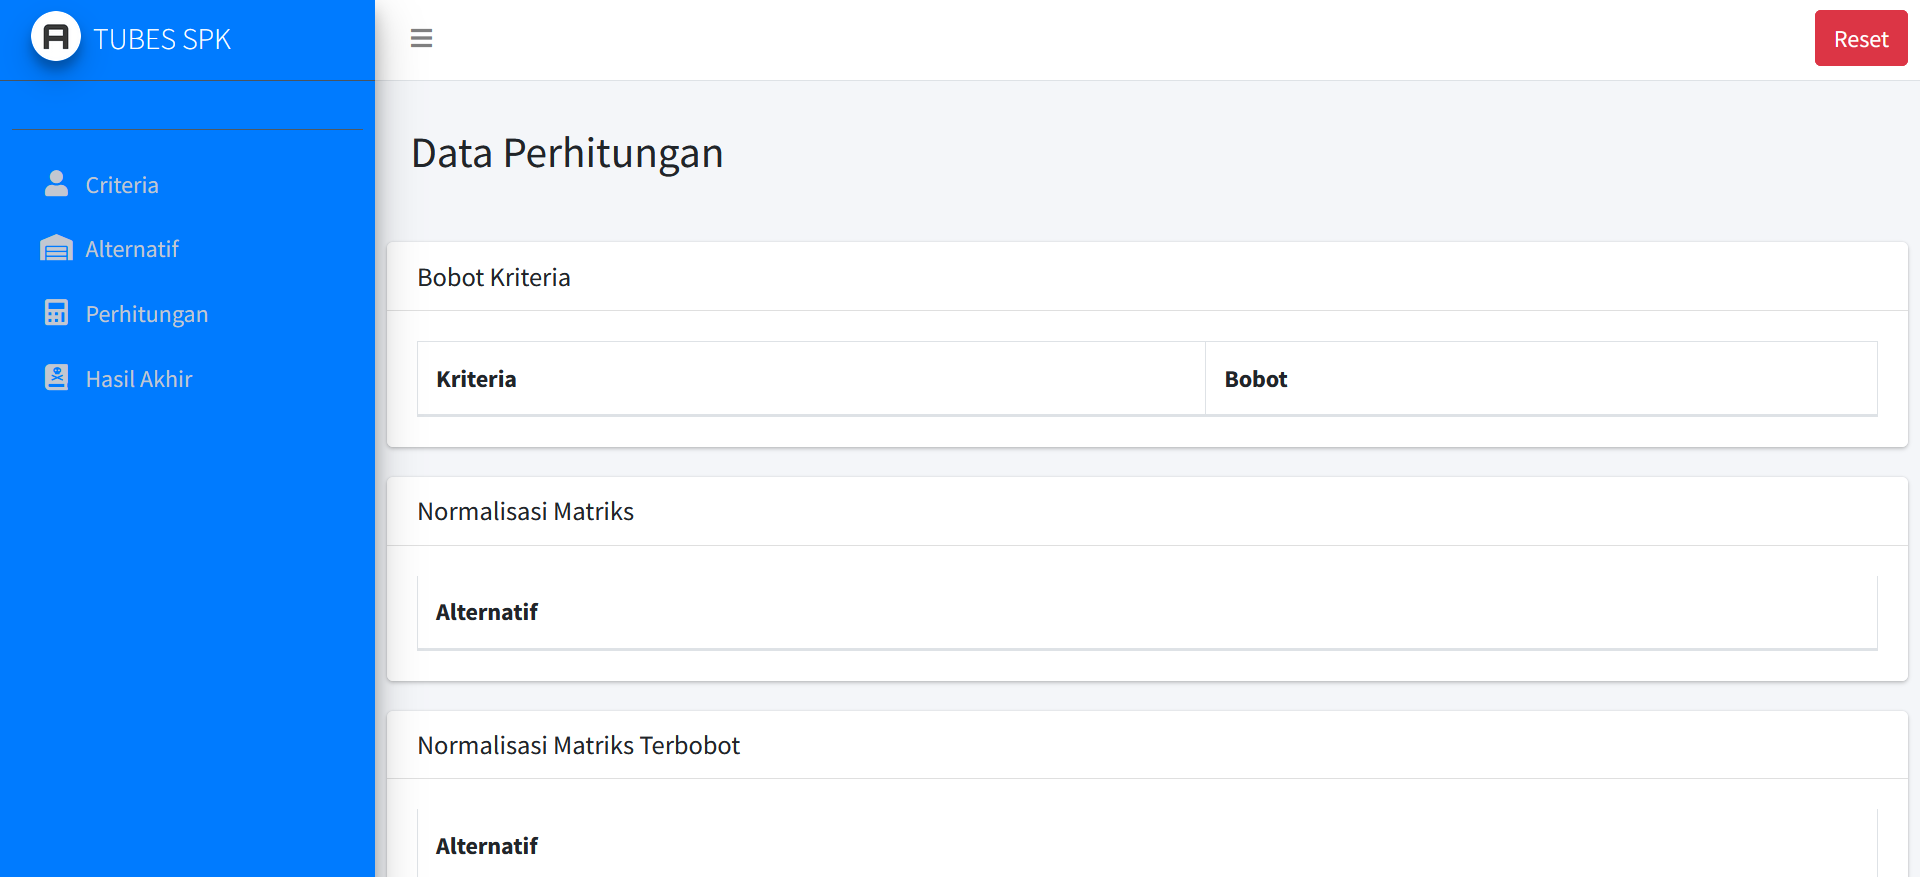 TUBES SPK
Reset
Criteria
Alternatif
Perhitungan
Hasil Akhir
Data Perhitungan
Bobot Kriteria
Kriteria Bobot
Normalisasi Matriks
Alternatif
Normalisasi Matriks Terbobot
Alternatif